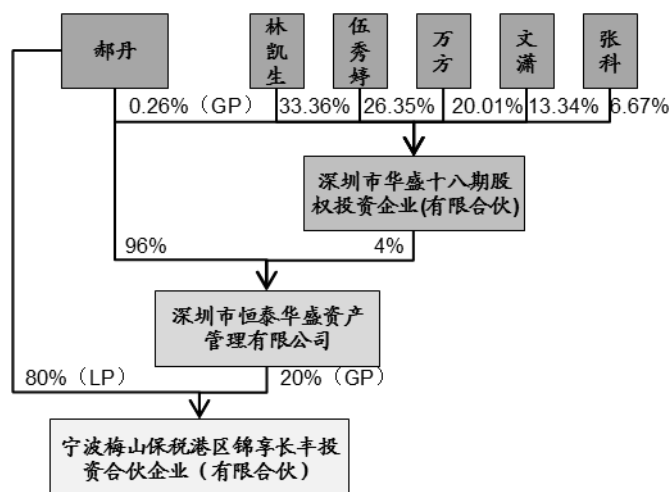 郝丹
林凯生
伍秀婷
万方
文潇
张科
0.26%（GP）
33.36%
26.35%
20.01%
13.34%
6.67%
深圳市华盛十八期股
权投资企业(有限合伙)
96%
4%
深圳市恒泰华盛资产
管理有限公司
80%（LP）
20%（GP）
宁波梅山保税港区锦享长丰投
资合伙企业（有限合伙）